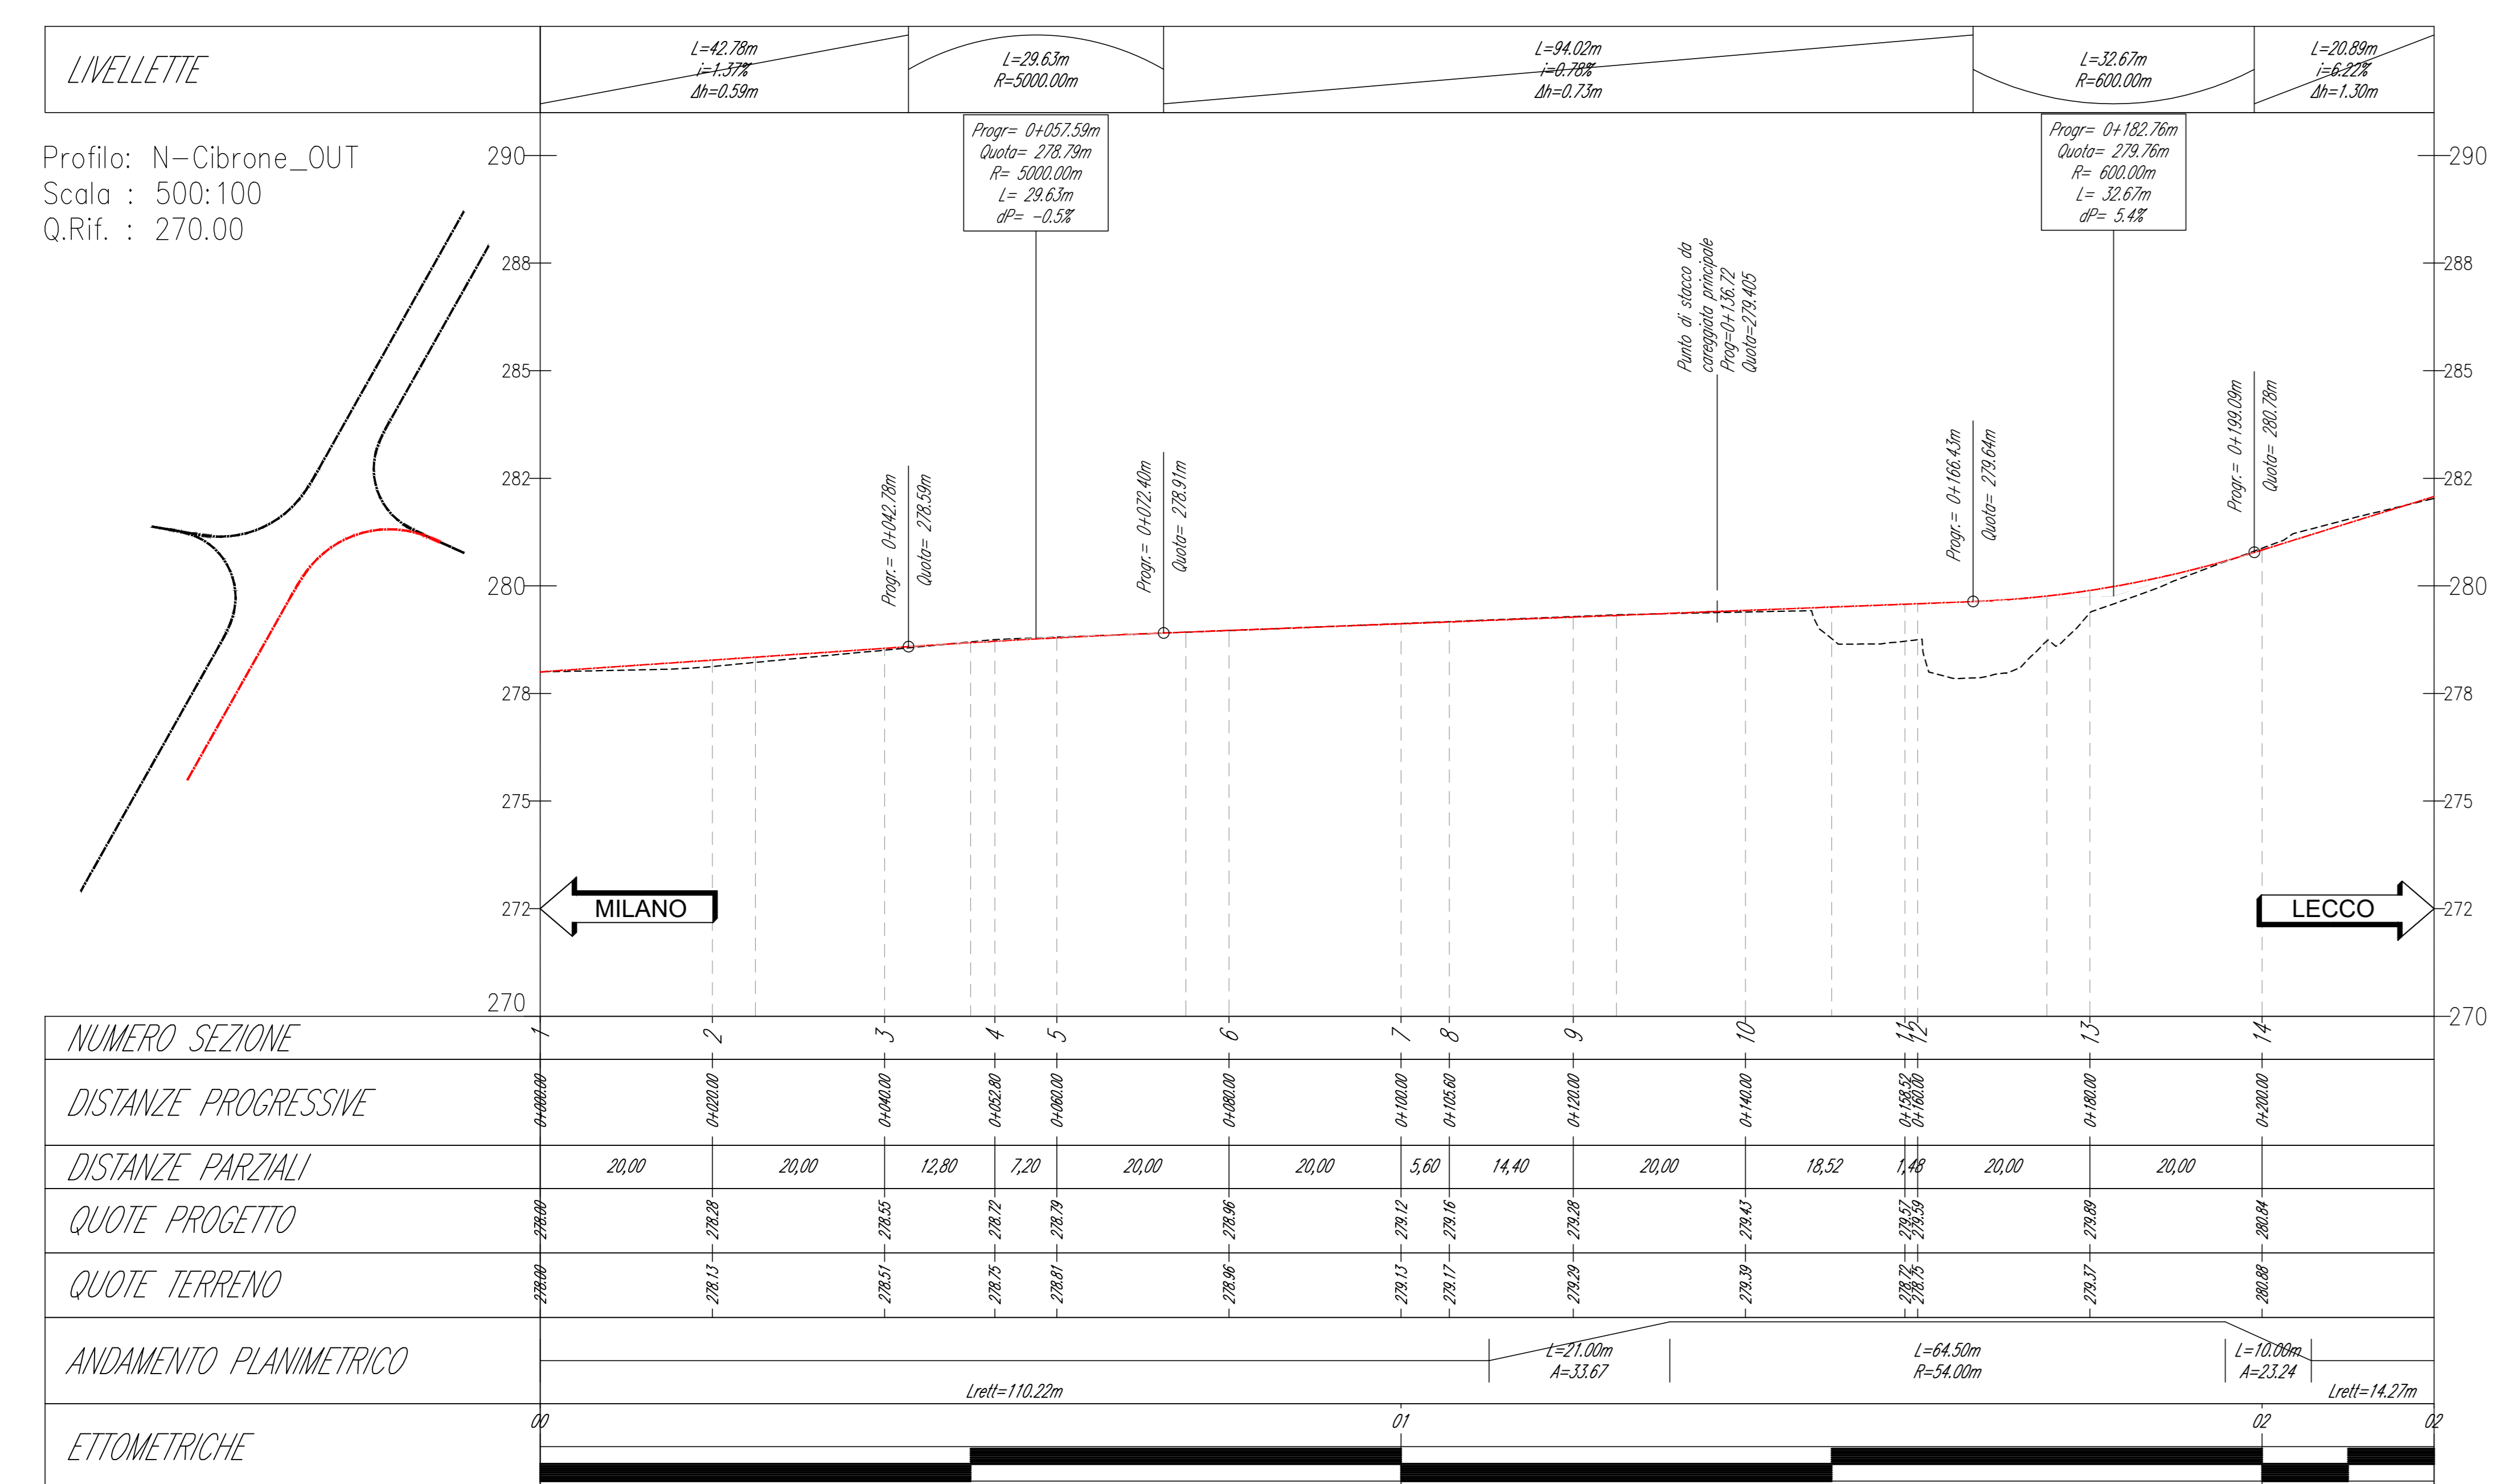 LIVELLETTE
L=42.78m
i=1.37%
Δh=0.59m
L=29.63m
R=5000.00m
L=94.02m
i=0.78%
Δh=0.73m
L=32.67m
R=600.00m
L=20.89m
i=6.22%
Δh=1.30m
Profilo: N-Cibrone_OUT
Scala : 500:100
Q.Rif. : 270.00
290
288
285
282
280
278
275
272
270
Progr= 0+057.59m
Quota= 278.79m
R= 5000.00m
L= 29.63m
dP= -0.5%
Progr= 0+182.76m
Quota= 279.76m
R= 600.00m
L= 32.67m
dP= 5.4%
Progr.= 0+042.78m
Quota= 278.59m
Progr.= 0+072.40m
Quota= 278.91m
Punto di stacco da
careggiata principale
Prog=0+136.72
Quota=279.405
Progr.= 0+166.43m
Quota= 279.64m
Progr.= 0+199.09m
Quota= 280.78m
290
288
285
282
280
278
275
272
270
MILANO
LECCO
NUMERO SEZIONE
1 2 3 4 5 6 7 8 9 10 11 12 13 14
DISTANZE PROGRESSIVE
0+000.00 0+020.00 0+040.00 0+052.80 0+060.00 0+080.00 0+100.00 0+105.60 0+120.00 0+140.00 0+158.52 0+160.00 0+180.00 0+200.00
DISTANZE PARZIALI
20,00 20,00 12,80 7,20 20,00 20,00 5,60 14,40 20,00 18,52 1,48 20,00 20,00
QUOTE PROGETTO
278.00 278.28 278.55 278.72 278.79 278.96 279.12 279.16 279.28 279.43 279.57 279.59 279.89 280.84
QUOTE TERRENO
278.00 278.13 278.51 278.75 278.81 278.96 279.13 279.17 279.29 279.39 278.72 278.75 279.37 280.88
ANDAMENTO PLANIMETRICO
Lrett=110.22m
L=21.00m
A=33.67
L=64.50m
R=54.00m
L=10.00m
A=23.24
Lrett=14.27m
ETTOMETRICHE
00 01 02 02